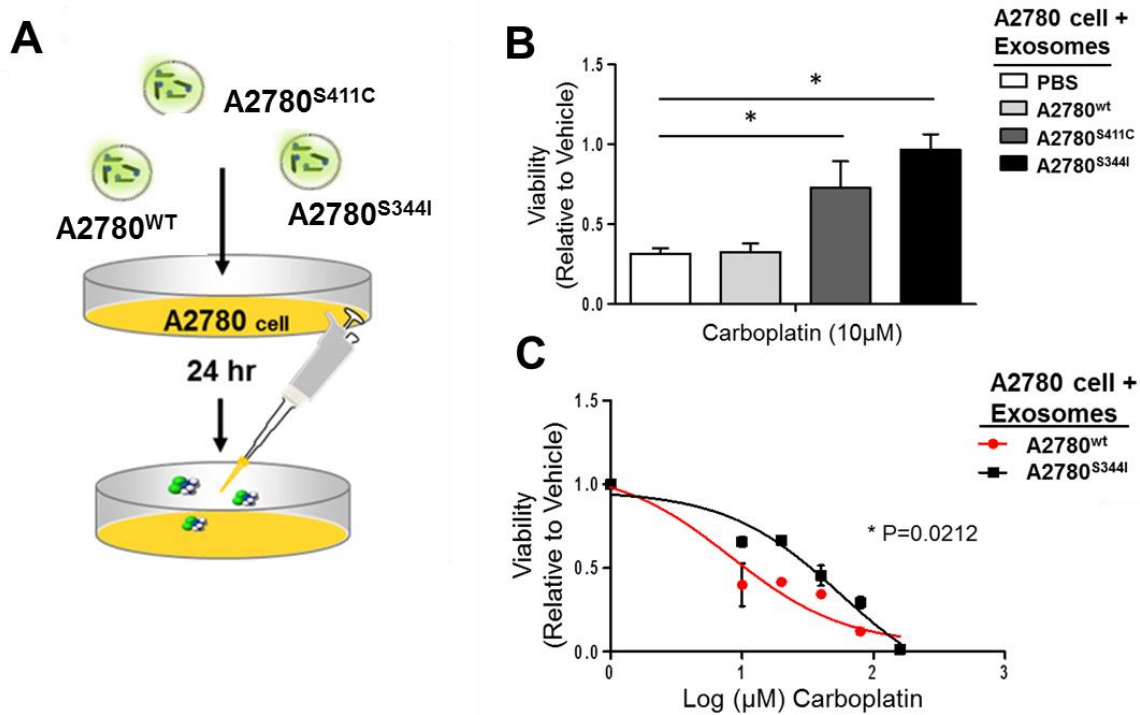 A
A2780S411C
A2780WT
A2780S344I
A2780 cell
24 hr
B
A2780 cell +
Exosomes
PBS
A2780wt
A2780S411C
A2780S344I
Viability
(Relative to Vehicle)
1.5
1.0
0.5
0.0
*
*
Carboplatin (10µM)
C
A2780 cell +
Exosomes
A2780wt
A2780S344I
Viability
(Relative to Vehicle)
1.5
1.0
0.5
0.0
* P=0.0212
0 1 2 3
Log (µM) Carboplatin